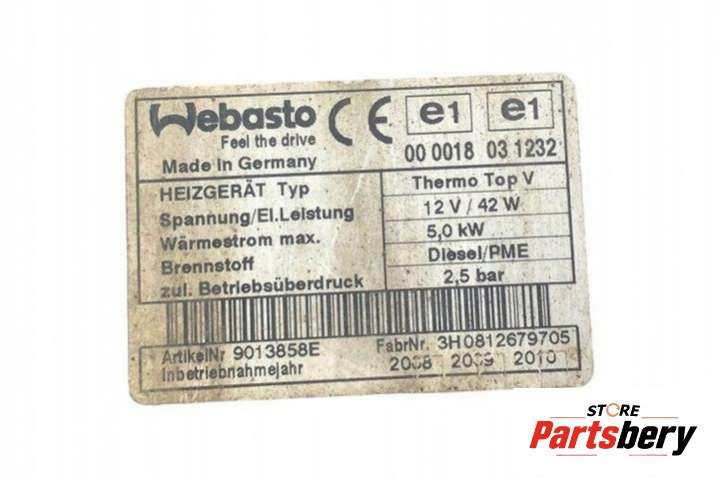 Webasto
Feel the drive
Made in Germany
CE e1 e1
00 0018 03 1232
HEIZGERÄT Typ Thermo Top V
Spannung/El.Leistung 12 V / 42 W
Wärmestrom max. 5,0 kW
Brennstoff Diesel/PME
zul. Betriebsüberdruck 2,5 bar
ArtikelNr 9013858E FabrNr. 3H0812679705
Inbetriebnahmejahr 2008 2009 2010
STORE
Partsbery